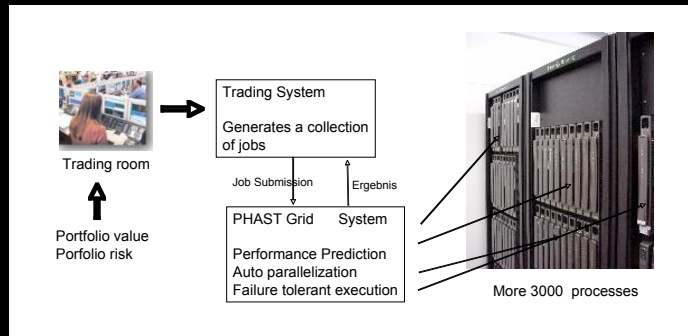 Trading room
Portfolio value
Porfolio risk
Trading System
Generates a collection
of jobs
Job Submission
Ergebnis
PHAST Grid System
Performance Prediction
Auto parallelization
Failure tolerant execution
More 3000 processes